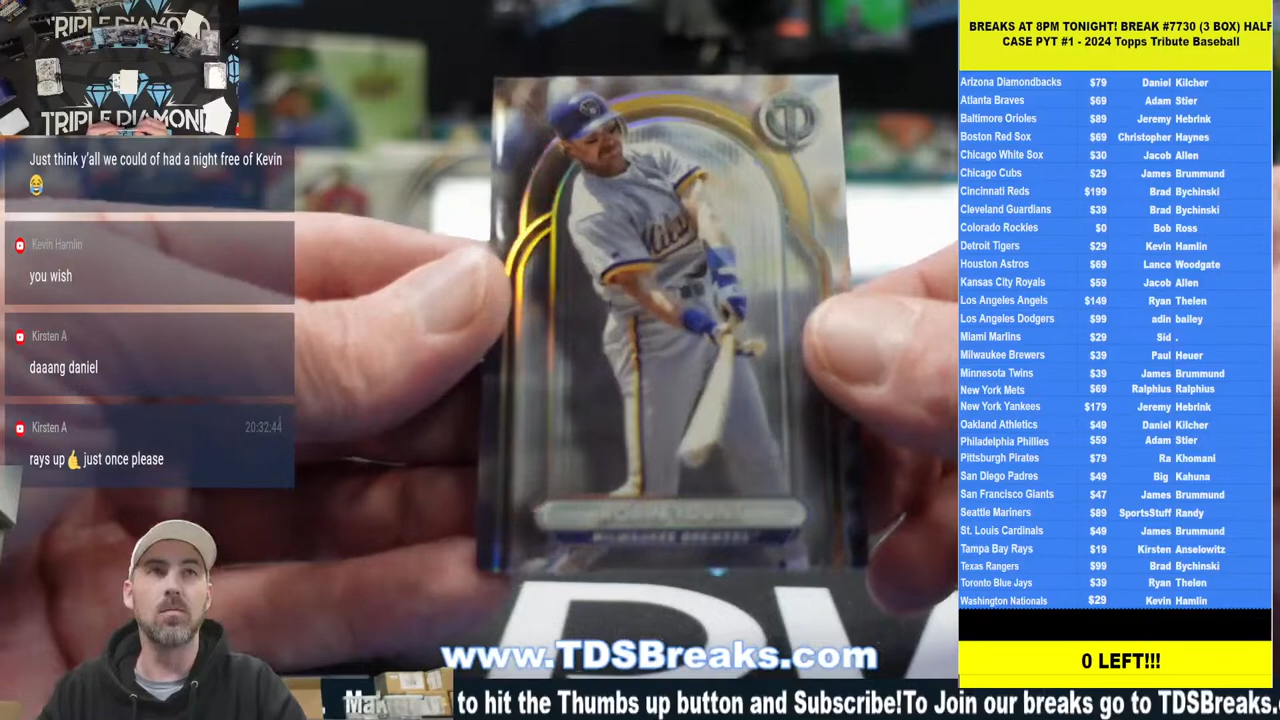 TRIPLE DIAMOND
TRIPLE DIAMOND
Just think y'all we could of had a night free of Kevin
😂
Kevin Hamlin
you wish
Kirsten A
daaang daniel
Kirsten A 20:32:44
rays up🤙just once please
MILWAUKEE BREWERS
www.TDSBreaks.com
to hit the Thumbs up button and Subscribe!To Join our breaks go to TDSBreaks.
BREAKS AT 8PM TONIGHT! BREAK #7730 (3 BOX) HALF
CASE PYT #1 - 2024 Topps Tribute Baseball
Arizona Diamondbacks $79 Daniel Kilcher
Atlanta Braves $69 Adam Stier
Baltimore Orioles $89 Jeremy Hebrink
Boston Red Sox $69 Christopher Haynes
Chicago White Sox $30 Jacob Allen
Chicago Cubs $29 James Brummund
Cincinnati Reds $199 Brad Bychinski
Cleveland Guardians $39 Brad Bychinski
Colorado Rockies $0 Bob Ross
Detroit Tigers $29 Kevin Hamlin
Houston Astros $69 Lance Woodgate
Kansas City Royals $59 Jacob Allen
Los Angeles Angels $149 Ryan Thelen
Los Angeles Dodgers $99 adin bailey
Miami Marlins $29 Sid .
Milwaukee Brewers $39 Paul Heuer
Minnesota Twins $39 James Brummund
New York Mets $69 Ralphius Ralphius
New York Yankees $179 Jeremy Hebrink
Oakland Athletics $49 Daniel Kilcher
Philadelphia Phillies $59 Adam Stier
Pittsburgh Pirates $79 Ra Khomani
San Diego Padres $49 Big Kahuna
San Francisco Giants $47 James Brummund
Seattle Mariners $89 SportsStuff Randy
St. Louis Cardinals $49 James Brummund
Tampa Bay Rays $19 Kirsten Anselowitz
Texas Rangers $99 Brad Bychinski
Toronto Blue Jays $39 Ryan Thelen
Washington Nationals $29 Kevin Hamlin
0 LEFT!!!